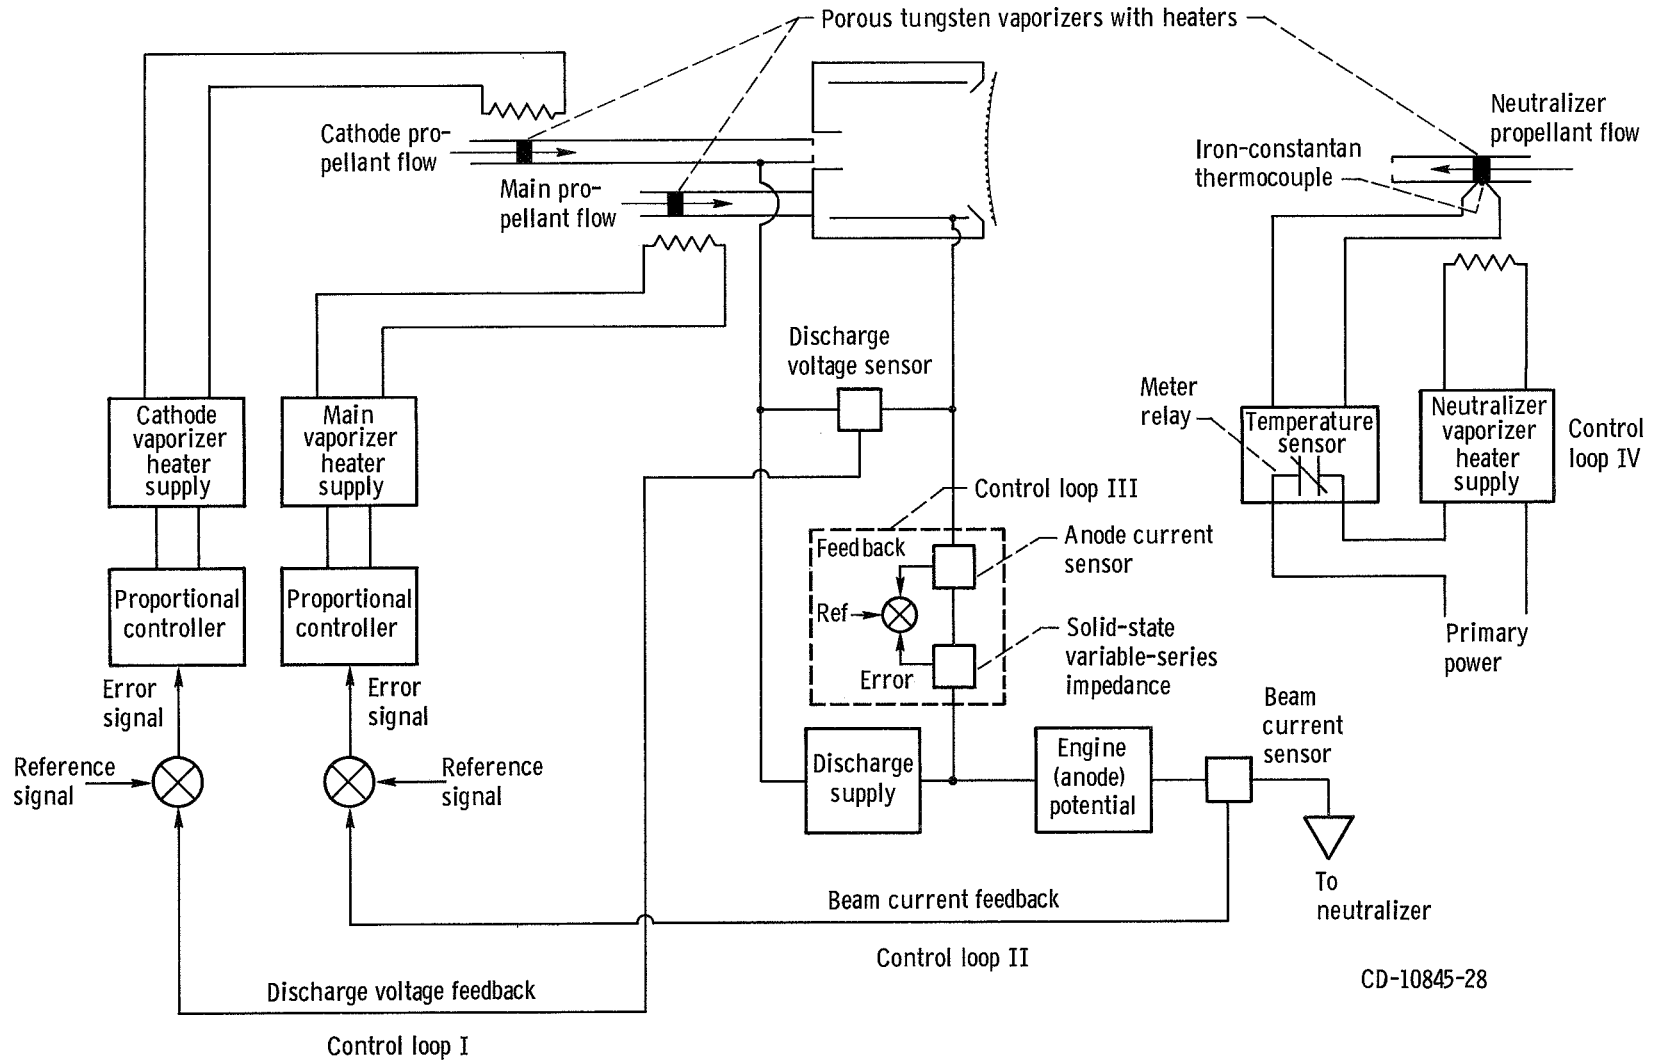 Porous tungsten vaporizers with heaters
Cathode pro-
pellant flow
Main pro-
pellant flow
Neutralizer
propellant flow
Iron-constantan
thermocouple
Discharge
voltage sensor
Meter
relay
Cathode
vaporizer
heater
supply
Main
vaporizer
heater
supply
Temperature
sensor
Neutralizer
vaporizer
heater
supply
Control
loop IV
Control loop III
Feedback
Anode current
sensor
Ref
Error
Solid-state
variable-series
impedance
Proportional
controller
Proportional
controller
Primary
power
Error
signal
Error
signal
Reference
signal
Reference
signal
Discharge
supply
Engine
(anode)
potential
Beam
current
sensor
To
neutralizer
Beam current feedback
Control loop II
CD-10845-28
Discharge voltage feedback
Control loop I